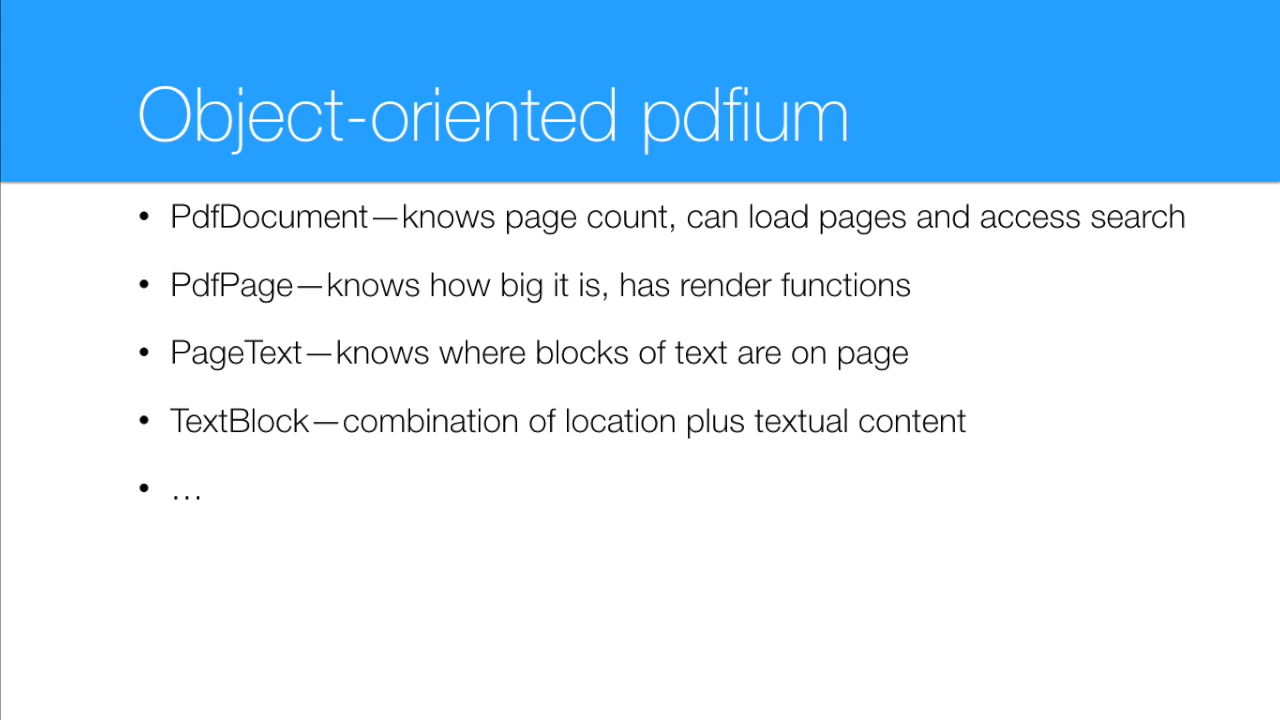 Object-oriented pdfium
• PdfDocument—knows page count, can load pages and access search
• PdfPage—knows how big it is, has render functions
• PageText—knows where blocks of text are on page
• TextBlock—combination of location plus textual content
• …